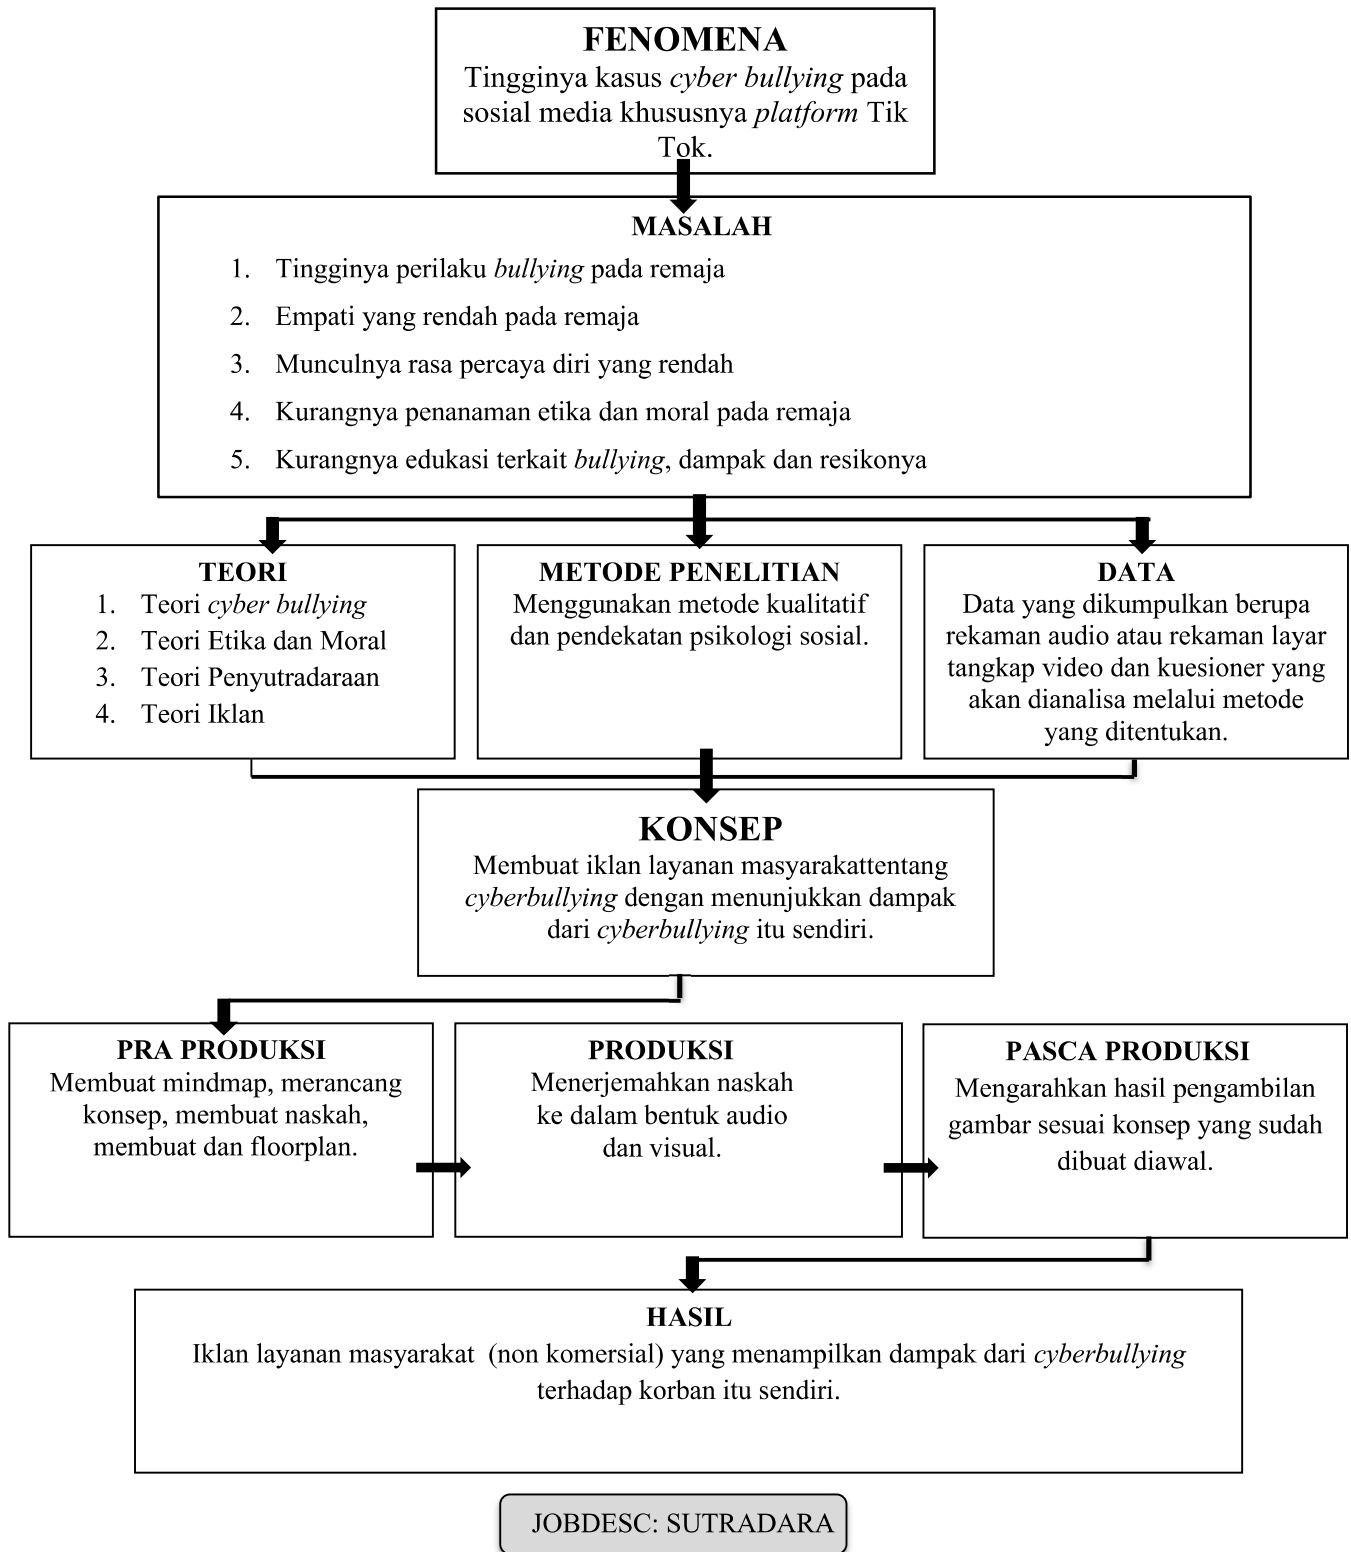 FENOMENA
Tingginya kasus cyber bullying pada
sosial media khususnya platform Tik
Tok.
MASALAH
1. Tingginya perilaku bullying pada remaja
2. Empati yang rendah pada remaja
3. Munculnya rasa percaya diri yang rendah
4. Kurangnya penanaman etika dan moral pada remaja
5. Kurangnya edukasi terkait bullying, dampak dan resikonya
TEORI
1. Teori cyber bullying
2. Teori Etika dan Moral
3. Teori Penyutradaraan
4. Teori Iklan
METODE PENELITIAN
Menggunakan metode kualitatif
dan pendekatan psikologi sosial.
DATA
Data yang dikumpulkan berupa
rekaman audio atau rekaman layar
tangkap video dan kuesioner yang
akan dianalisa melalui metode
yang ditentukan.
KONSEP
Membuat iklan layanan masyarakattentang
cyberbullying dengan menunjukkan dampak
dari cyberbullying itu sendiri.
PRA PRODUKSI
Membuat mindmap, merancang
konsep, membuat naskah,
membuat dan floorplan.
PRODUKSI
Menerjemahkan naskah
ke dalam bentuk audio
dan visual.
PASCA PRODUKSI
Mengarahkan hasil pengambilan
gambar sesuai konsep yang sudah
dibuat diawal.
HASIL
Iklan layanan masyarakat (non komersial) yang menampilkan dampak dari cyberbullying
terhadap korban itu sendiri.
JOBDESC: SUTRADARA